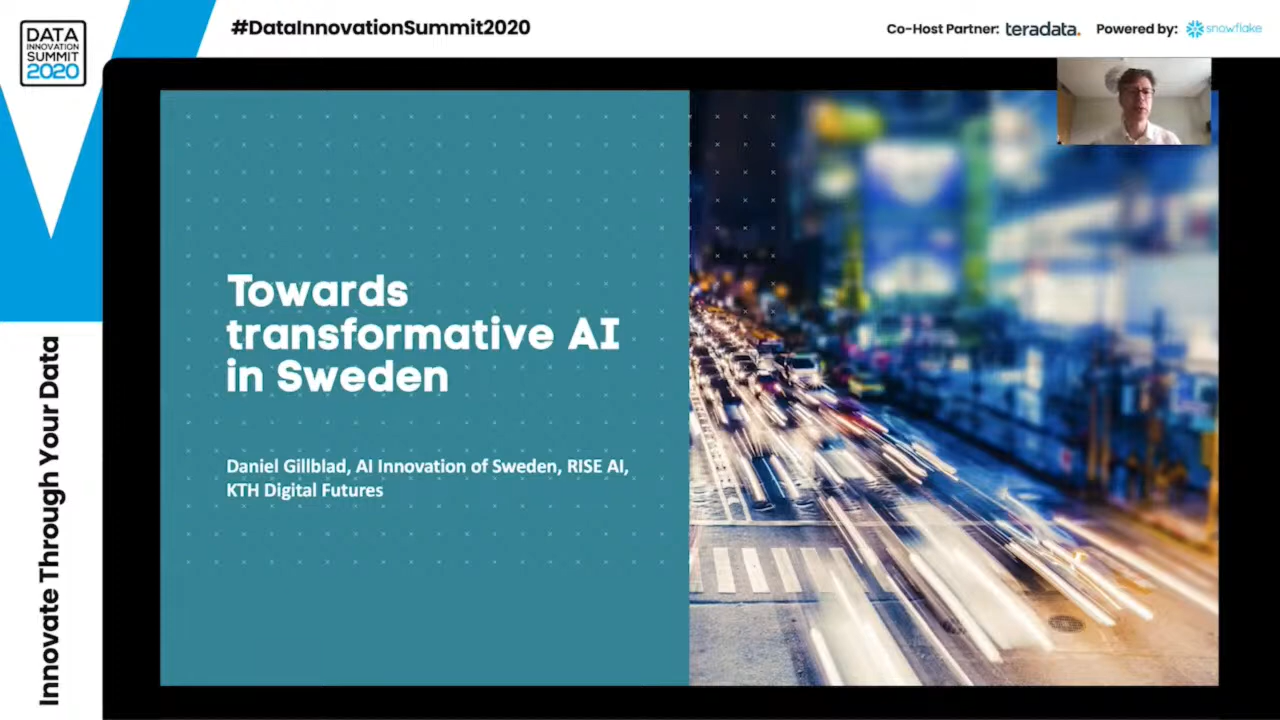 DATA
INNOVATION
SUMMIT
2020
#DataInnovationSummit2020
Co-Host Partner: teradata. Powered by: snowflake
Innovate Through Your Data
Towards
transformative AI
in Sweden
Daniel Gillblad, AI Innovation of Sweden, RISE AI,
KTH Digital Futures